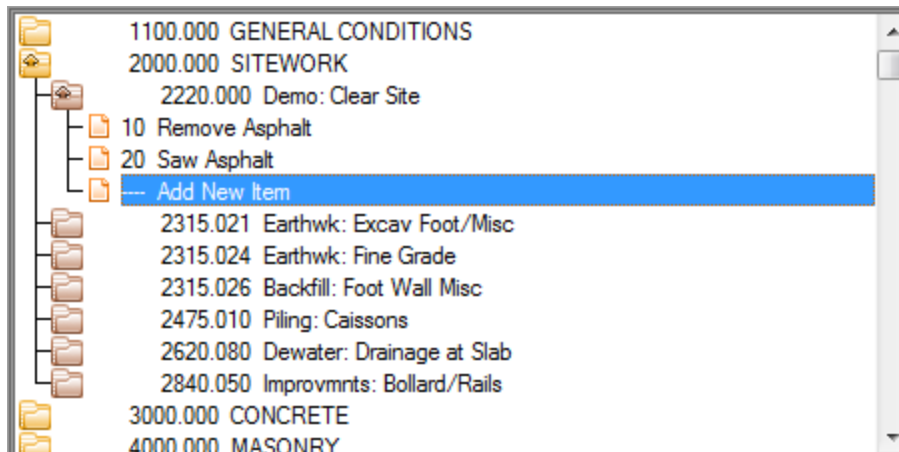 1100.000 GENERAL CONDITIONS
2000.000 SITEWORK
2220.000 Demo: Clear Site
10 Remove Asphalt
20 Saw Asphalt
---- Add New Item
2315.021 Earthwk: Excav Foot/Misc
2315.024 Earthwk: Fine Grade
2315.026 Backfill: Foot Wall Misc
2475.010 Piling: Caissons
2620.080 Dewater: Drainage at Slab
2840.050 Improvmnts: Bollard/Rails
3000.000 CONCRETE
4000.000 MASONRY